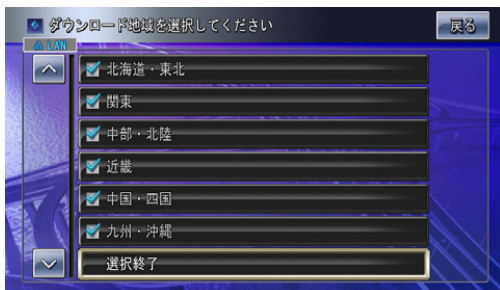 ダウンロード地域を選択してください
戻る
LAN
北海道・東北
関東
中部・北陸
近畿
中国・四国
九州・沖縄
選択終了